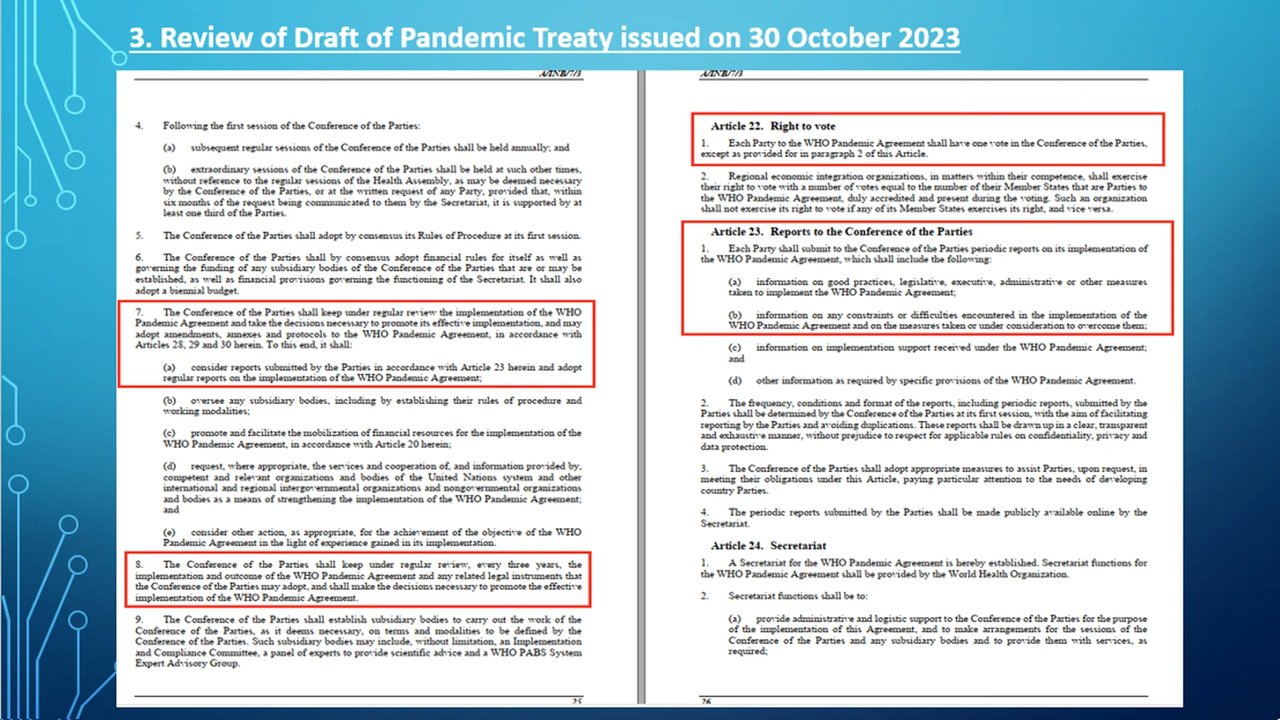 3. Review of Draft of Pandemic Treaty issued on 30 October 2023
A/INB/7/3
4. Following the first session of the Conference of the Parties:
(a) subsequent regular sessions of the Conference of the Parties shall be held annually; and
(b) extraordinary sessions of the Conference of the Parties shall be held at such other times,
without reference to the regular sessions of the Health Assembly, as may be deemed necessary
by the Conference of the Parties, or at the written request of any Party, provided that, within
six months of the request being communicated to them by the Secretariat, it is supported by at
least one third of the Parties.
5. The Conference of the Parties shall adopt by consensus its Rules of Procedure at its first session.
6. The Conference of the Parties shall by consensus adopt financial rules for itself as well as
governing the funding of any subsidiary bodies of the Conference of the Parties that are or may be
established, as well as financial provisions governing the functioning of the Secretariat. It shall also
adopt a biennial budget.
7. The Conference of the Parties shall keep under regular review the implementation of the WHO
Pandemic Agreement and take the decisions necessary to promote its effective implementation, and may
adopt amendments, annexes and protocols to the WHO Pandemic Agreement, in accordance with
Articles 28, 29 and 30 herein. To this end, it shall:
(a) consider reports submitted by the Parties in accordance with Article 23 herein and adopt
regular reports on the implementation of the WHO Pandemic Agreement;
(b) oversee any subsidiary bodies, including by establishing their rules of procedure and
working modalities;
(c) promote and facilitate the mobilization of financial resources for the implementation of the
WHO Pandemic Agreement, in accordance with Article 20 herein;
(d) request, where appropriate, the services and cooperation of, and information provided by,
competent and relevant organizations and bodies of the United Nations system and other
international and regional intergovernmental organizations and nongovernmental organizations
and bodies as a means of strengthening the implementation of the WHO Pandemic Agreement;
and
(e) consider other action, as appropriate, for the achievement of the objective of the WHO
Pandemic Agreement in the light of experience gained in its implementation.
8. The Conference of the Parties shall keep under regular review, every three years, the
implementation and outcome of the WHO Pandemic Agreement and any related legal instruments that
the Conference of the Parties may adopt, and shall make the decisions necessary to promote the effective
implementation of the WHO Pandemic Agreement.
9. The Conference of the Parties shall establish subsidiary bodies to carry out the work of the
Conference of the Parties, as it deems necessary, on terms and modalities to be defined by the
Conference of the Parties. Such subsidiary bodies may include, without limitation, an Implementation
and Compliance Committee, a panel of experts to provide scientific advice and a WHO PABS System
Expert Advisory Group.
25
A/INB/7/3
Article 22. Right to vote
1. Each Party to the WHO Pandemic Agreement shall have one vote in the Conference of the Parties,
except as provided for in paragraph 2 of this Article.
2. Regional economic integration organizations, in matters within their competence, shall exercise
their right to vote with a number of votes equal to the number of their Member States that are Parties to
the WHO Pandemic Agreement, duly accredited and present during the voting. Such an organization
shall not exercise its right to vote if any of its Member States exercises its right, and vice versa.
Article 23. Reports to the Conference of the Parties
1. Each Party shall submit to the Conference of the Parties periodic reports on its implementation of
the WHO Pandemic Agreement, which shall include the following:
(a) information on good practices, legislative, executive, administrative or other measures
taken to implement the WHO Pandemic Agreement;
(b) information on any constraints or difficulties encountered in the implementation of the
WHO Pandemic Agreement and on the measures taken or under consideration to overcome them;
(c) information on implementation support received under the WHO Pandemic Agreement;
and
(d) other information as required by specific provisions of the WHO Pandemic Agreement.
2. The frequency, conditions and format of the reports, including periodic reports, submitted by the
Parties shall be determined by the Conference of the Parties at its first session, with the aim of facilitating
reporting by the Parties and avoiding duplications. These reports shall be drawn up in a clear, transparent
and exhaustive manner, without prejudice to respect for applicable rules on confidentiality, privacy and
data protection.
3. The Conference of the Parties shall adopt appropriate measures to assist Parties, upon request, in
meeting their obligations under this Article, paying particular attention to the needs of developing
country Parties.
4. The periodic reports submitted by the Parties shall be made publicly available online by the
Secretariat.
Article 24. Secretariat
1. A Secretariat for the WHO Pandemic Agreement is hereby established. Secretariat functions for
the WHO Pandemic Agreement shall be provided by the World Health Organization.
2. Secretariat functions shall be to:
(a) provide administrative and logistic support to the Conference of the Parties for the purpose
of the implementation of this Agreement, and to make arrangements for the sessions of the
Conference of the Parties and any subsidiary bodies and to provide them with services, as
required;
26